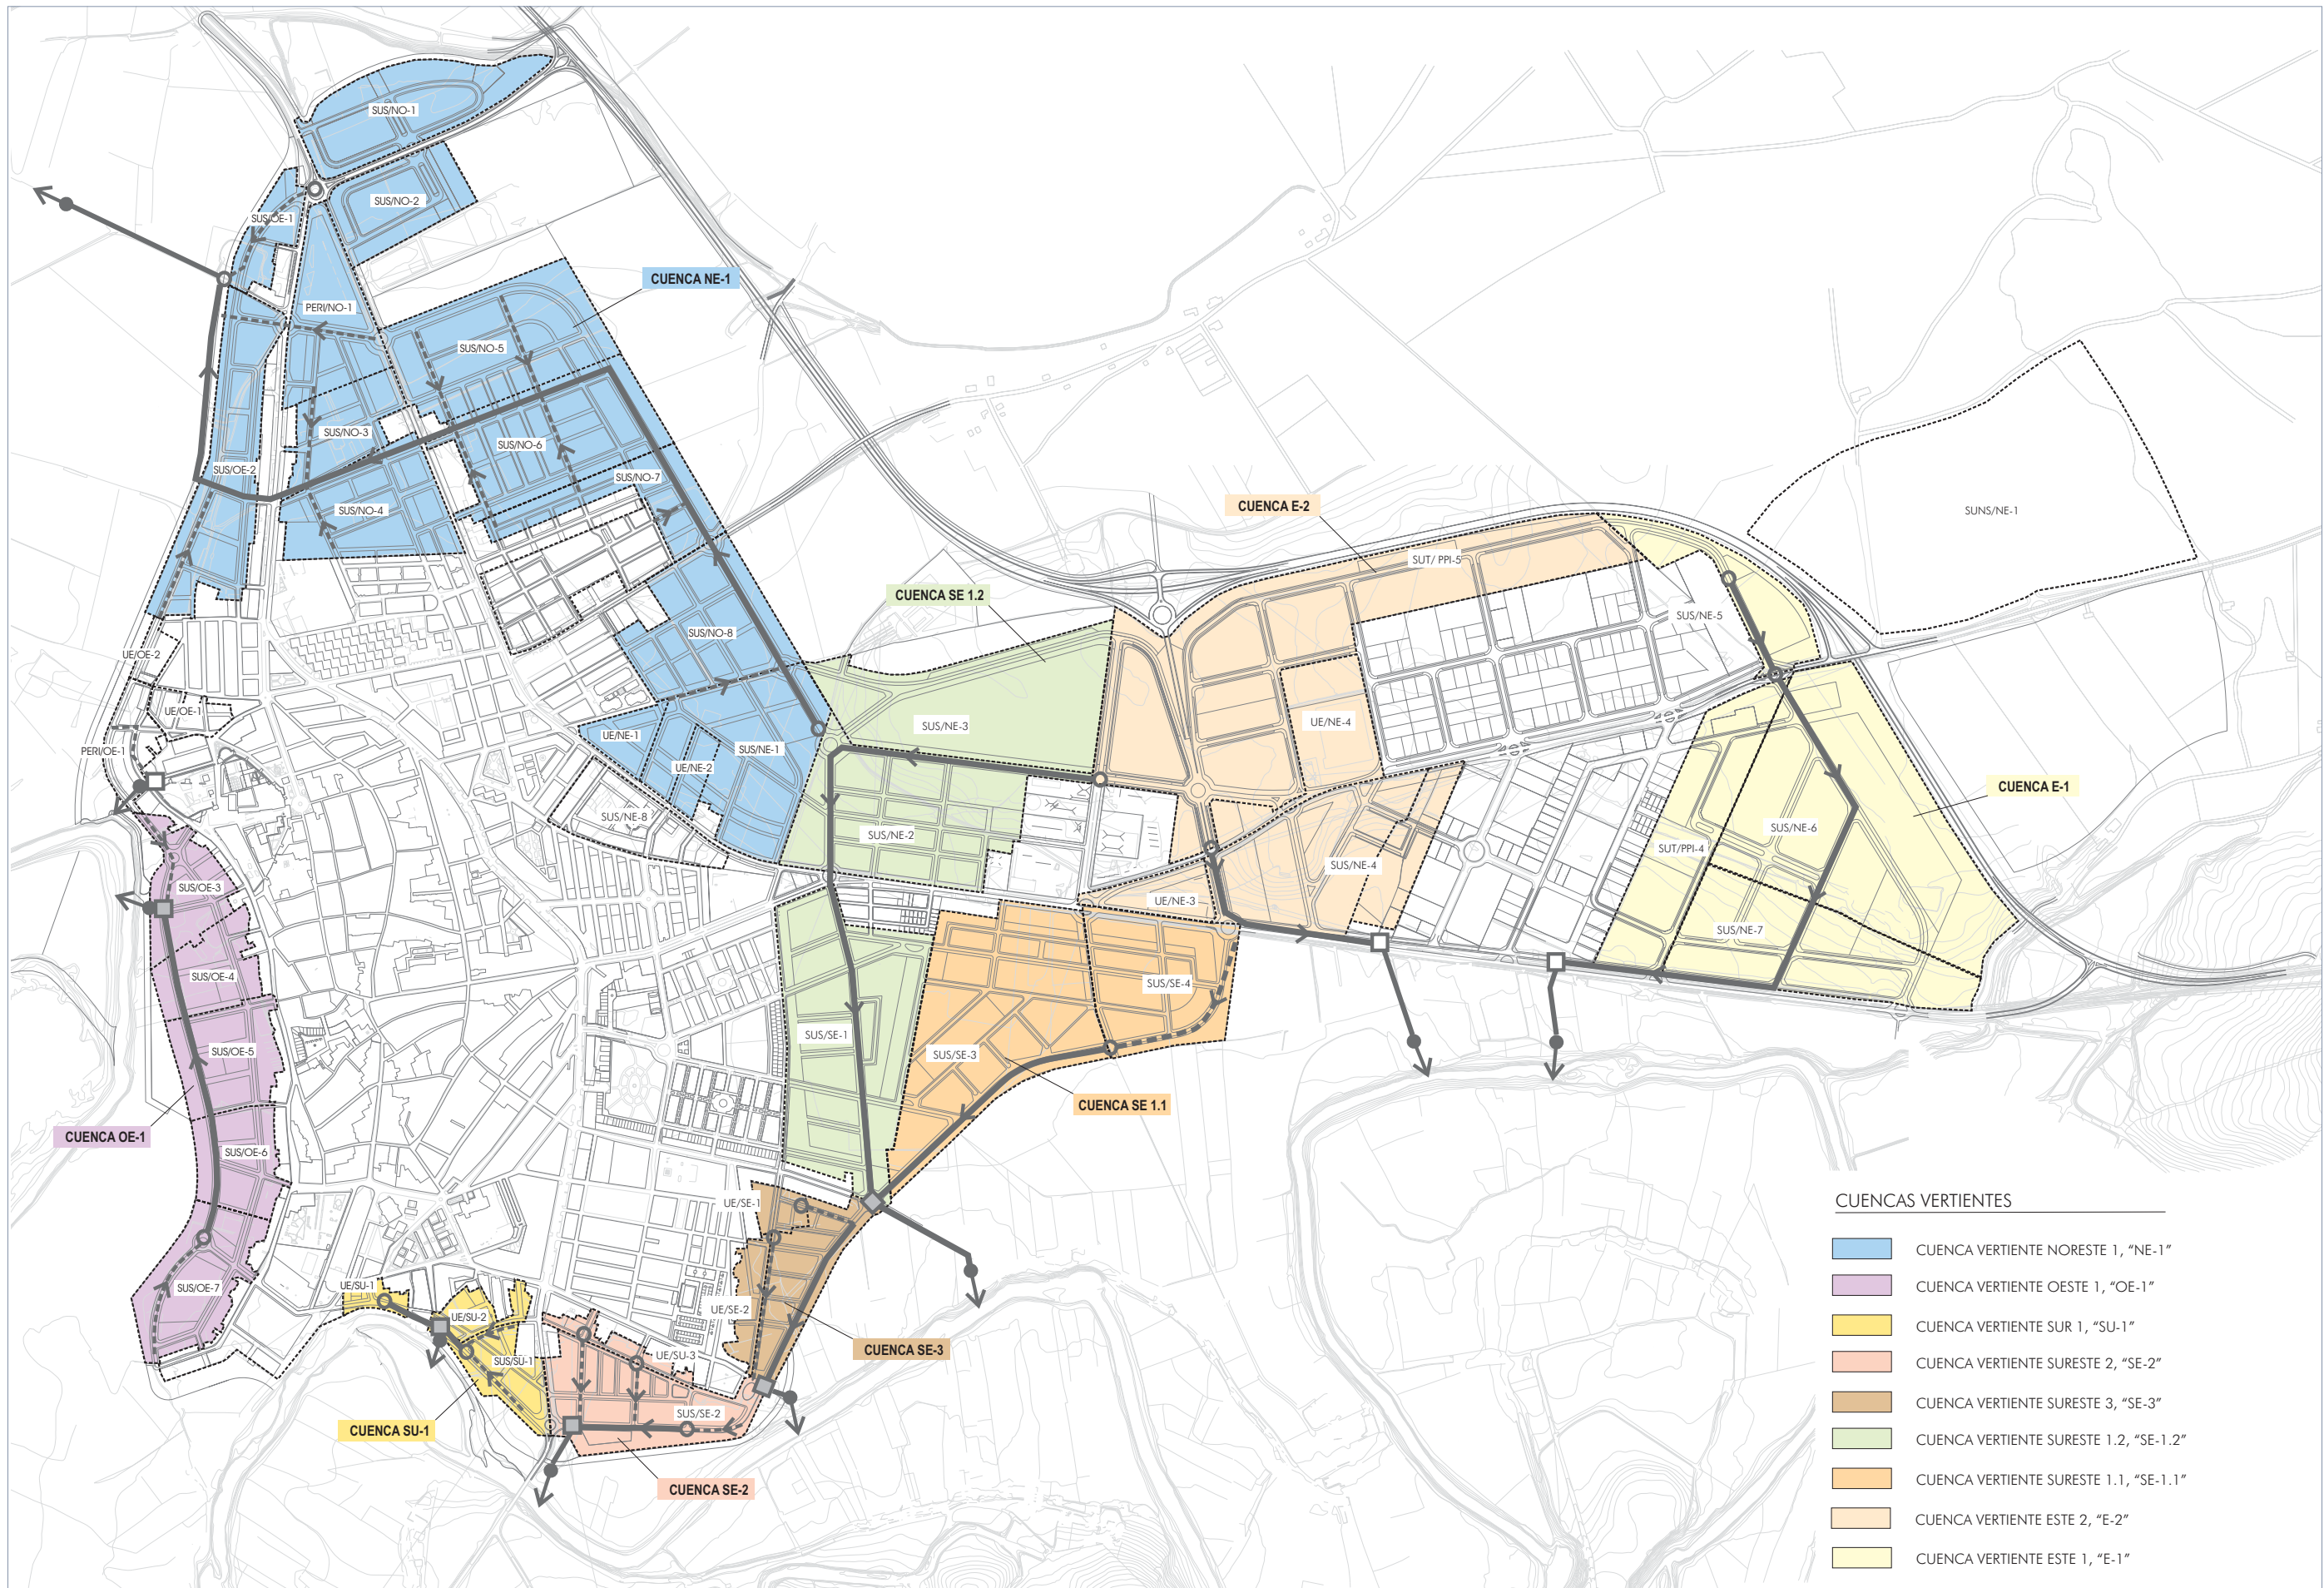 SUS/NO-1
SUS/NO-2
SUS/OE-1
CUENCA NE-1
PERI/NO-1
SUS/NO-5
SUS/NO-3
SUS/NO-6
SUS/OE-2
SUS/NO-7
SUS/NO-4
CUENCA E-2
SUNS/NE-1
SUT/ PPI-5
CUENCA SE 1.2
SUS/NE-5
SUS/NO-8
UE/OE-2
UE/OE-1
UE/NE-4
SUS/NE-3
UE/NE-1
PERI/OE-1
SUS/NE-1
UE/NE-2
CUENCA E-1
SUS/NE-8
SUS/NE-2
SUS/NE-6
SUT/PPI-4
SUS/NE-4
SUS/OE-3
UE/NE-3
SUS/NE-7
SUS/OE-4
SUS/SE-4
SUS/SE-1
SUS/OE-5
SUS/SE-3
CUENCA SE 1.1
CUENCA OE-1
SUS/OE-6
UE/SE-1
SUS/OE-7
UE/SU-1
UE/SE-2
UE/SU-2
CUENCA SE-3
UE/SU-3
SUS/SU-1
SUS/SE-2
CUENCA SU-1
CUENCA SE-2
CUENCAS VERTIENTES
CUENCA VERTIENTE NORESTE 1, “NE-1”
CUENCA VERTIENTE OESTE 1, “OE-1”
CUENCA VERTIENTE SUR 1, “SU-1”
CUENCA VERTIENTE SURESTE 2, “SE-2”
CUENCA VERTIENTE SURESTE 3, “SE-3”
CUENCA VERTIENTE SURESTE 1.2, “SE-1.2”
CUENCA VERTIENTE SURESTE 1.1, “SE-1.1”
CUENCA VERTIENTE ESTE 2, “E-2”
CUENCA VERTIENTE ESTE 1, “E-1”